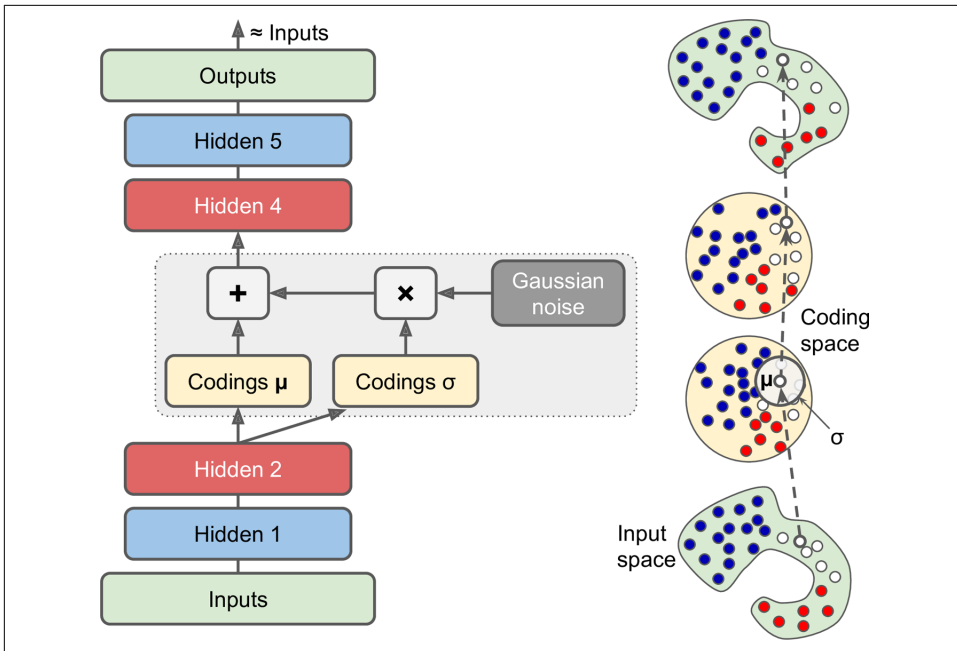 ≈ Inputs
Outputs
Hidden 5
Hidden 4
+
×
Gaussian
noise
Codings μ
Codings σ
Hidden 2
Hidden 1
Inputs
Coding
space
μ
σ
Input
space